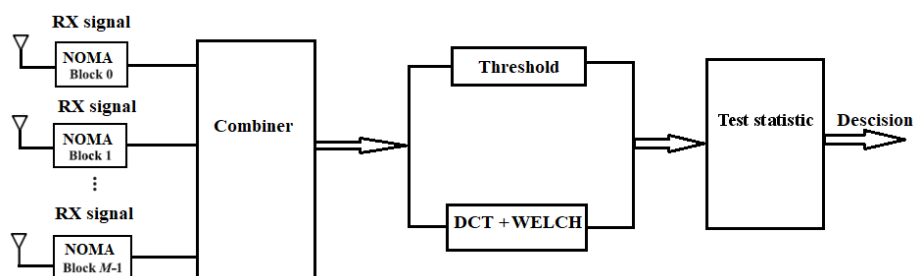 RX signal
NOMA
Block 0
RX signal
NOMA
Block 1
⋮
RX signal
NOMA
Block M-1
Combiner
Threshold
DCT + WELCH
Test statistic
Descision